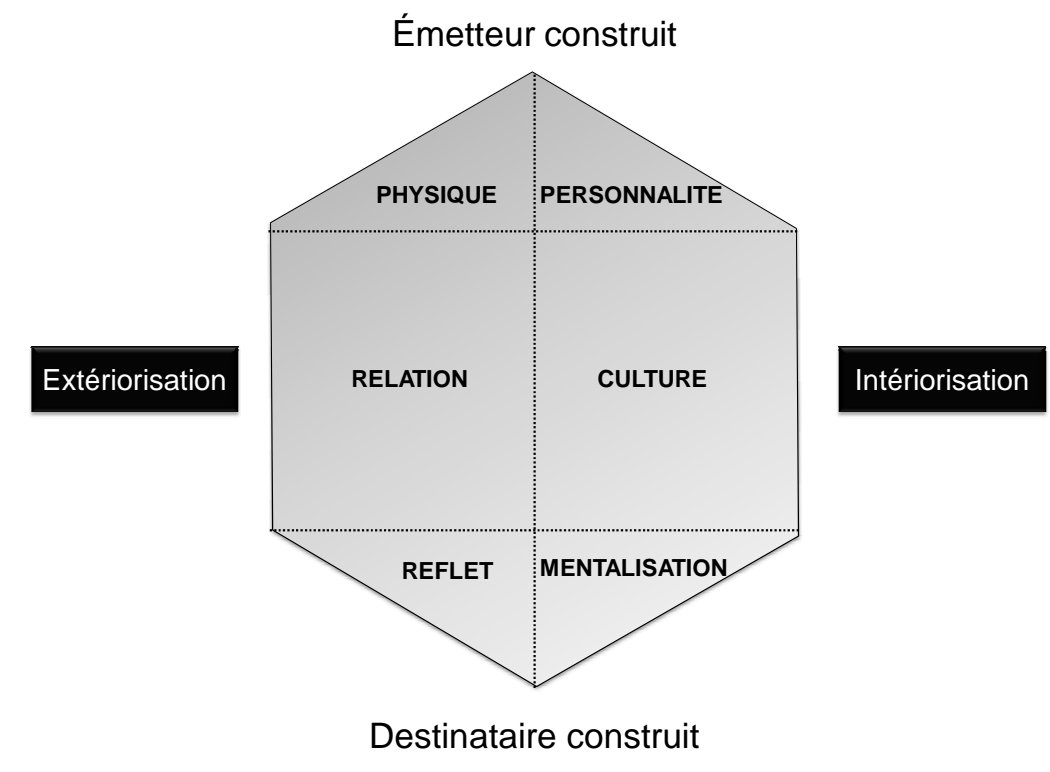 Émetteur construit
PHYSIQUE
PERSONNALITE
Extériorisation
RELATION
CULTURE
Intériorisation
REFLET
MENTALISATION
Destinataire construit